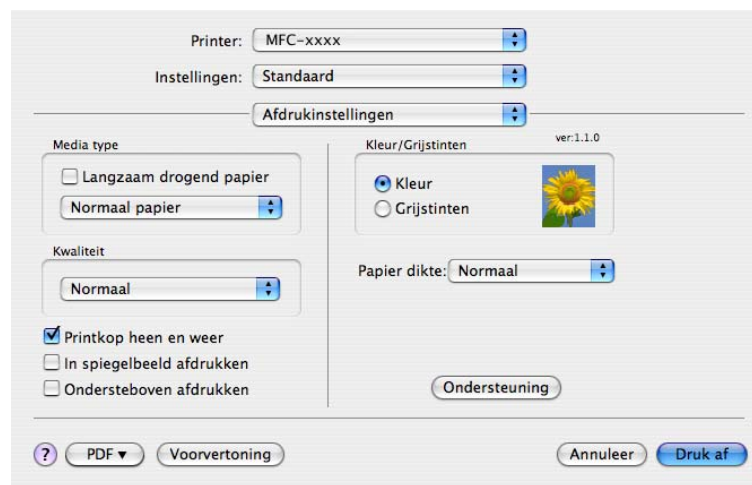 Printer: MFC-xxxx
Instellingen: Standaard
Afdrukinstellingen
Media type
Langzaam drogend papier
Normaal papier
Kwaliteit
Normaal
Printkop heen en weer
In spiegelbeeld afdrukken
Ondersteboven afdrukken
Kleur/Grijstinten
ver:1.1.0
Kleur
Grijstinten
Papier dikte: Normaal
Ondersteuning
? PDF ▼ Voorvertoning Annuleer Druk af